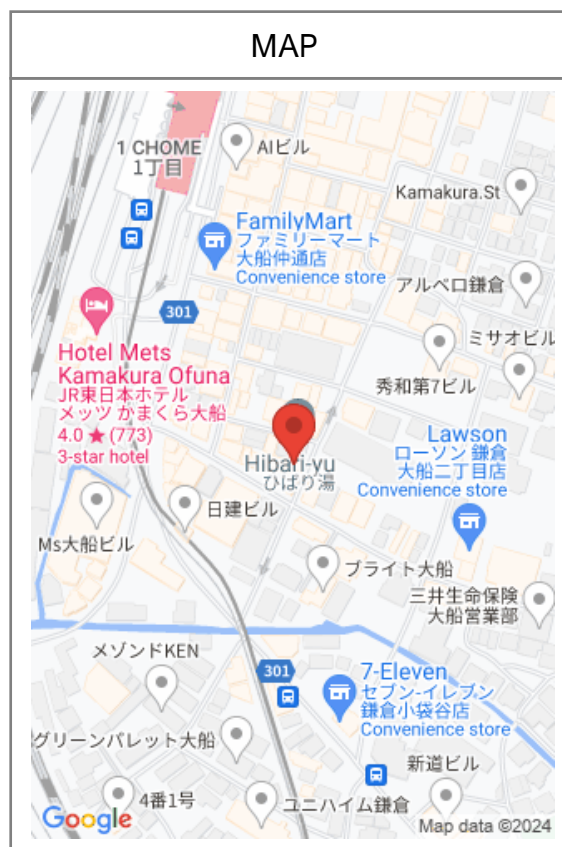 MAP
1 CHOME
1丁目
AIビル
Kamakura.St
FamilyMart
ファミリーマート
大船仲通店
Convenience store
アルベロ鎌倉
301
ミサオビル
Hotel Mets
Kamakura Ofuna
JR東日本ホテル
メッツ かまくら大船
4.0 ★ (773)
3-star hotel
秀和第7ビル
Lawson
ローソン 鎌倉
大船二丁目店
Convenience store
Hibari-yu
ひばり湯
日建ビル
Ms大船ビル
ブライト大船
三井生命保険
大船営業部
メゾンドKEN
301
7-Eleven
セブン-イレブン
鎌倉小袋谷店
Convenience store
グリーンパレット大船
新道ビル
4番1号
ユニハイム鎌倉
Google
Map data ©2024